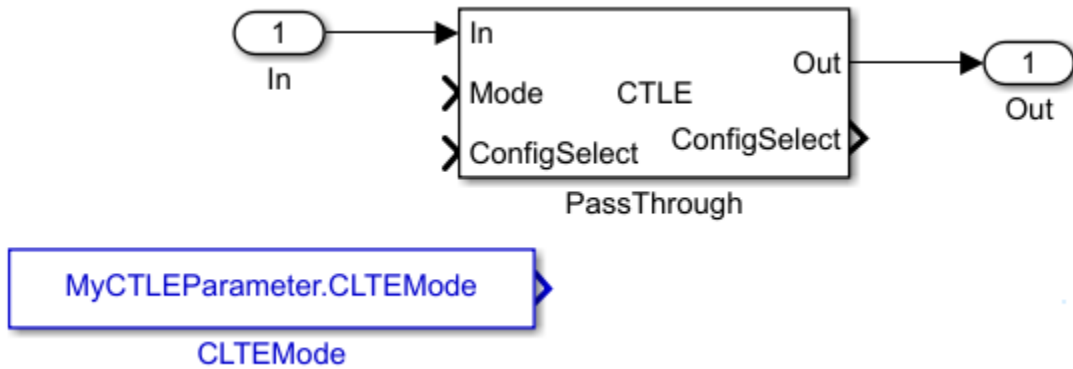 1
In
In
Mode
ConfigSelect
CTLE
Out
ConfigSelect
PassThrough
1
Out
MyCTLEParameter.CLTEMode
CLTEMode